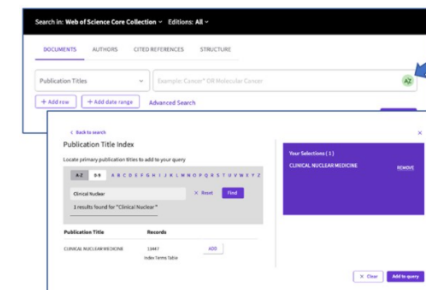 Search in: Web of Science Core Collection Editions: All
DOCUMENTS AUTHORS CITED REFERENCES STRUCTURE
Publication Titles Example: Cancer* OR Molecular Cancer AZ
+ Add row + Add date range Advanced Search
< Back to search ×
Publication Title Index
Locate primary publication titles to add to your query
A-Z 0-9 A B C D E F G H I J K L M N O P Q R S T U V W X Y Z
Clinical Nuclear × Reset Find
1 results found for "Clinical Nuclear"
Publication Title Records
CLINICAL NUCLEAR MEDICINE ADD
Your Selections (1)
CLINICAL NUCLEAR MEDICINE REMOVE
× Clear Add to query